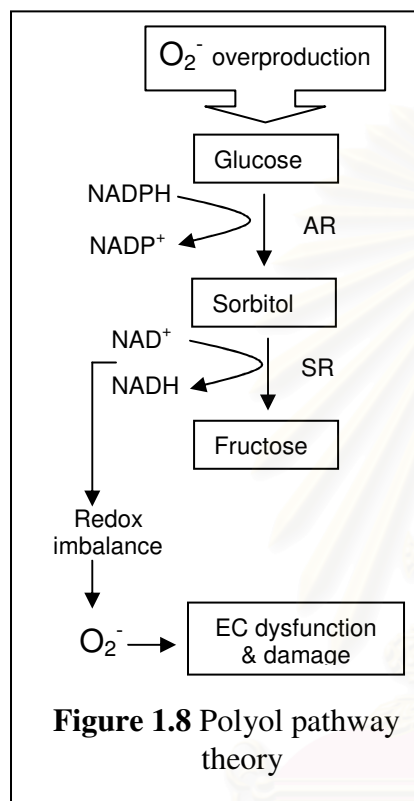 O₂⁻ overproduction
Glucose
NADPH
AR
NADP⁺
Sorbitol
NAD⁺
SR
NADH
Fructose
Redox
imbalance
O₂⁻
EC dysfunction
& damage
Figure 1.8 Polyol pathway
theory